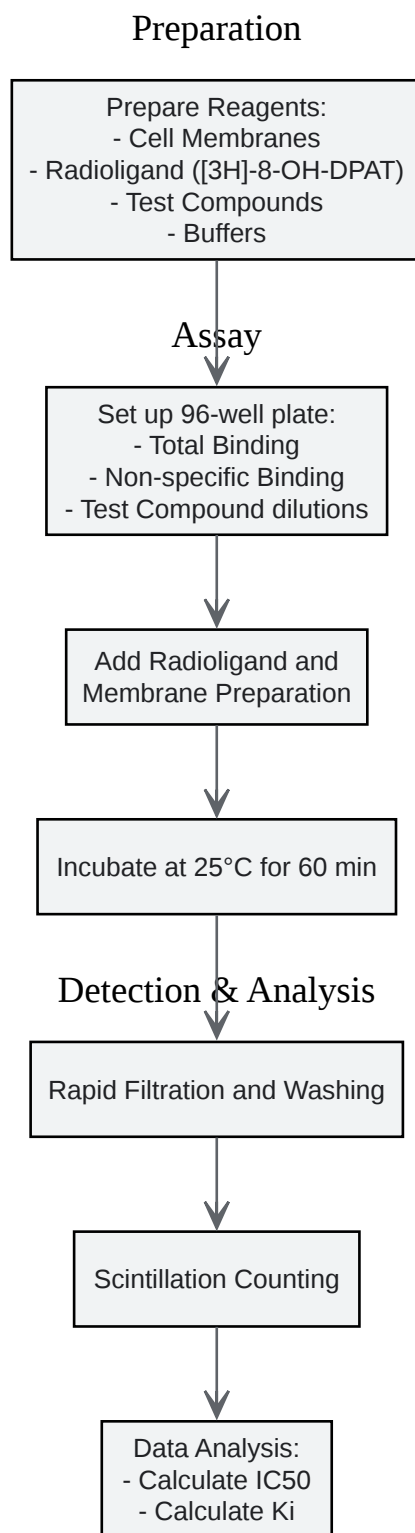 Preparation
Prepare Reagents:
- Cell Membranes
- Radioligand ([3H]-8-OH-DPAT)
- Test Compounds
- Buffers
Assay
Set up 96-well plate:
- Total Binding
- Non-specific Binding
- Test Compound dilutions
Add Radioligand and
Membrane Preparation
Incubate at 25°C for 60 min
Detection & Analysis
Rapid Filtration and Washing
Scintillation Counting
Data Analysis:
- Calculate IC50
- Calculate Ki